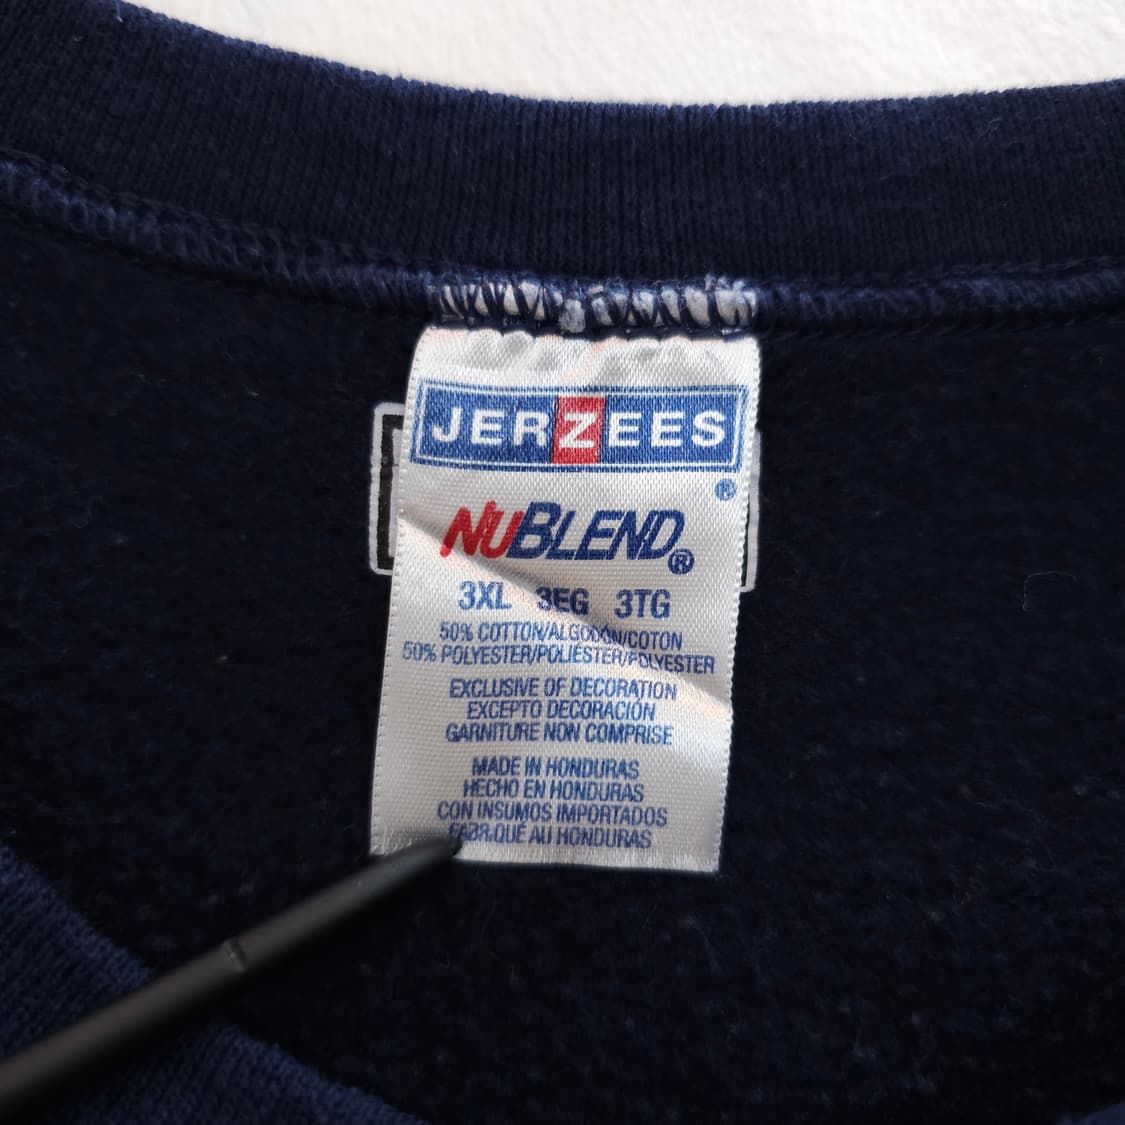 JERZEES
®
NUBLEND®
3XL 3EG 3TG
50% COTTON/ALGODÓN/COTON
50% POLYESTER/POLIÉSTER/POLYESTER
EXCLUSIVE OF DECORATION
EXCEPTO DECORACIÓN
GARNITURE NON COMPRISE
MADE IN HONDURAS
HECHO EN HONDURAS
CON INSUMOS IMPORTADOS
FABRIQUÉ AU HONDURAS